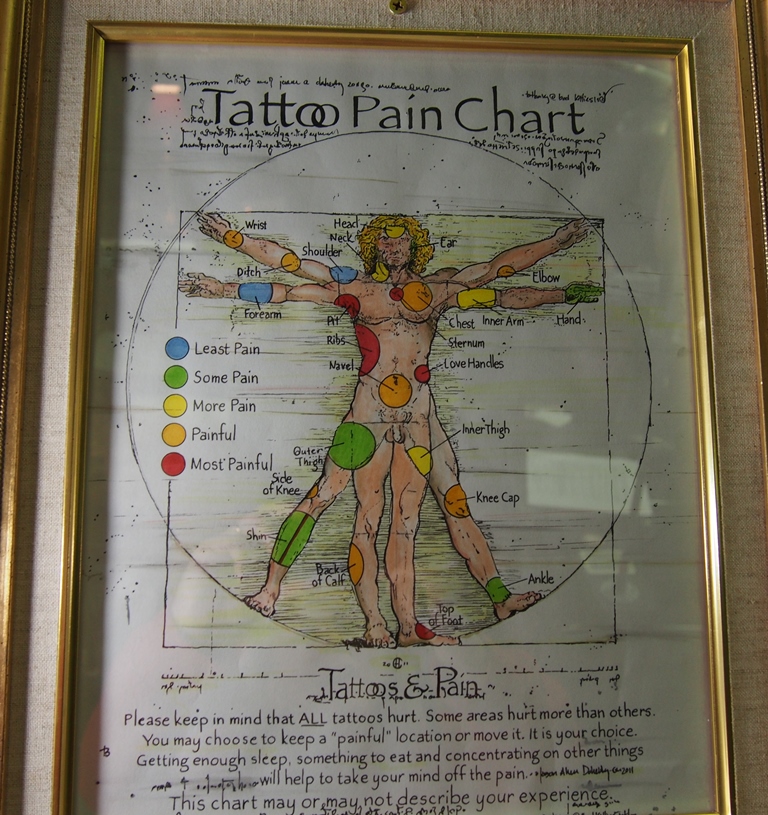 Tattoo Pain Chart
Wrist
Head
Neck
Ear
Shoulder
Ditch
Elbow
Forearm
Pit
Chest
Inner Arm
Hand
Ribs
Sternum
Navel
Love Handles
Least Pain
Some Pain
More Pain
Painful
Most Painful
Outer
Thigh
Inner Thigh
Side
of Knee
Knee Cap
Shin
Back
of Calf
Ankle
Top
of Foot
Tattoos & Pain
Please keep in mind that ALL tattoos hurt. Some areas hurt more than others.
You may choose to keep a "painful" location or move it. It is your choice.
Getting enough sleep, something to eat and concentrating on other things
will help to take your mind off the pain.
This chart may or may not describe your experience.